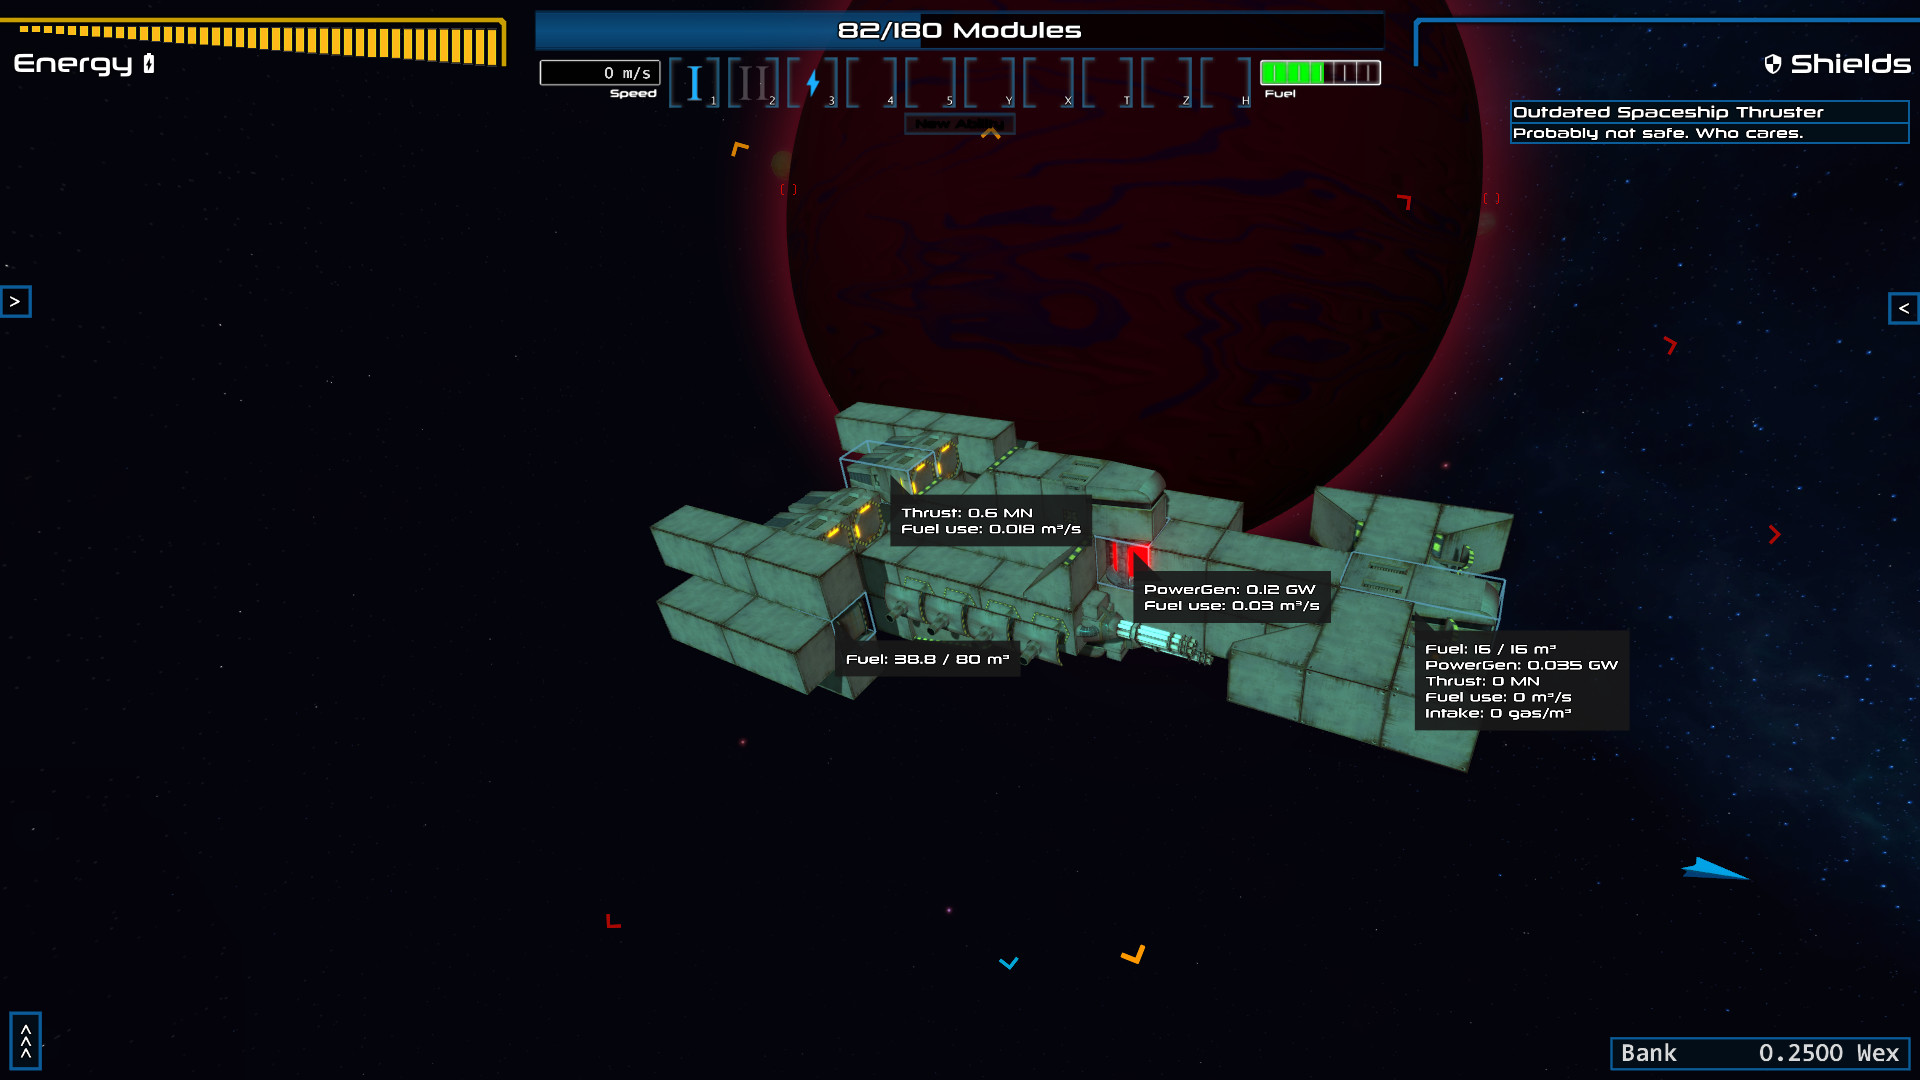 82/180 Modules
Energy
Shields
0 m/s
Speed
1
2
3
4
5
Y
X
T
Z
H
Fuel
New Ability
Outdated Spaceship Thruster
Probably not safe. Who cares.
>
<
Thrust: 0.6 MN
Fuel use: 0.018 m³/s
PowerGen: 0.12 GW
Fuel use: 0.03 m³/s
Fuel: 38.8 / 80 m³
Fuel: 16 / 16 m³
PowerGen: 0.035 GW
Thrust: 0 MN
Fuel use: 0 m³/s
Intake: 0 gas/m³
Bank 0.2500 Wex